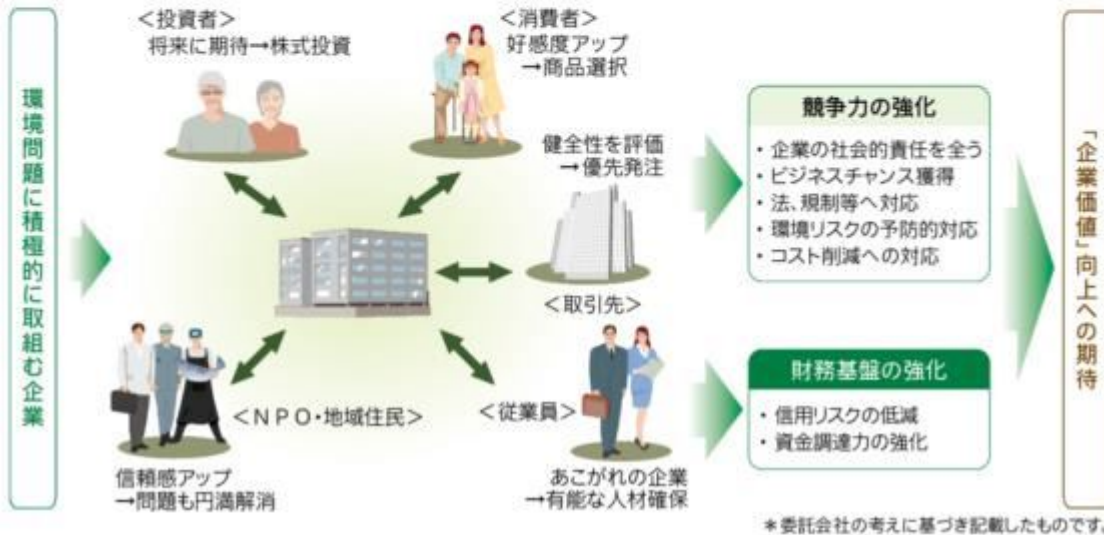 環境問題に積極的に取組む企業
＜投資者＞
将来に期待→株式投資
＜消費者＞
好感度アップ
→商品選択
健全性を評価
→優先発注
＜取引先＞
＜NPO・地域住民＞
信頼感アップ
→問題も円満解消
＜従業員＞
あこがれの企業
→有能な人材確保
競争力の強化
・企業の社会的責任を全う
・ビジネスチャンス獲得
・法、規制等へ対応
・環境リスクの予防的対応
・コスト削減への対応
財務基盤の強化
・信用リスクの低減
・資金調達力の強化
「企業価値」向上への期待
＊委託会社の考えに基づき記載したものです。